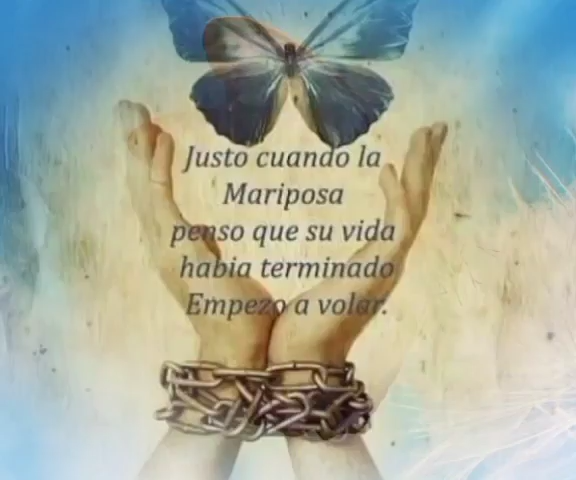 Justo cuando la
Mariposa
penso que su vida
habia terminado
Empezo a volar.